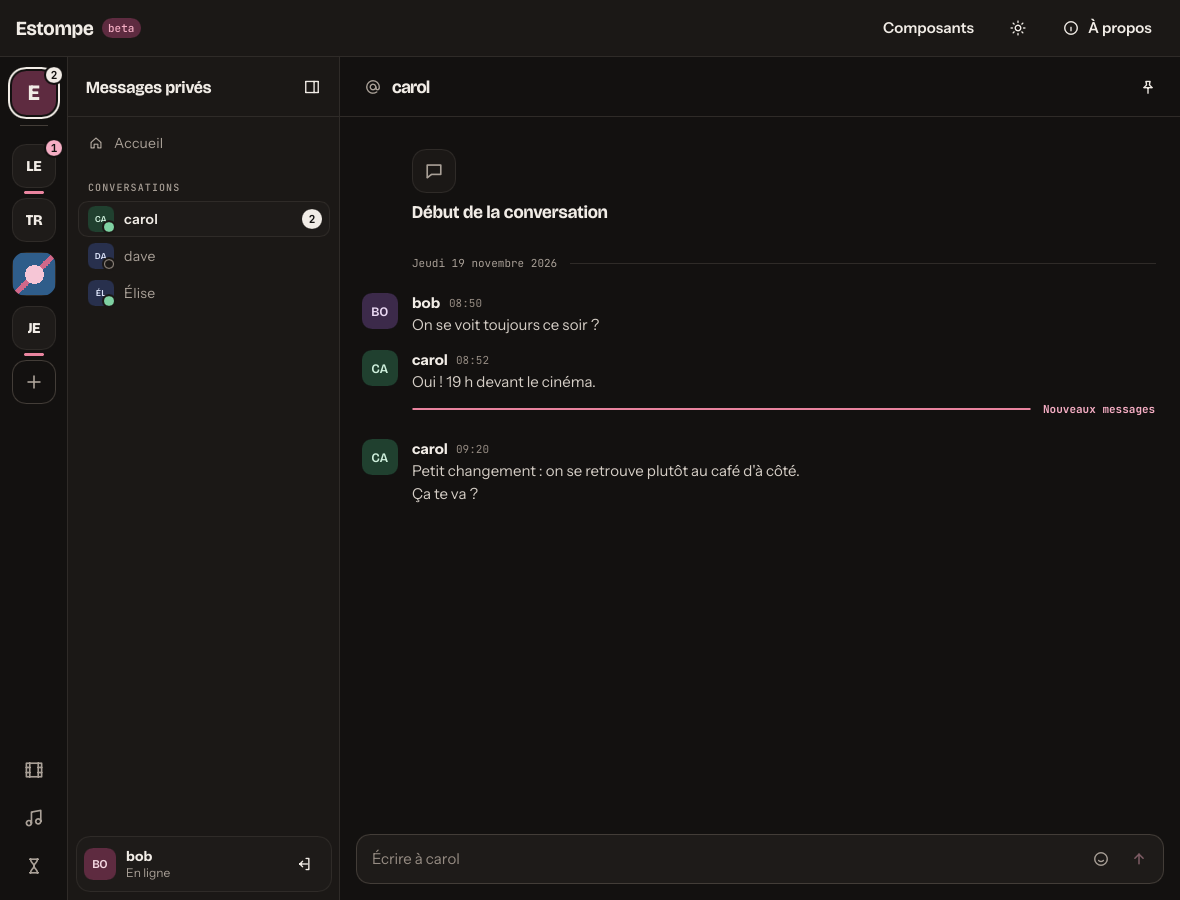 Estompe beta
Composants
À propos
E 2
LE 1
TR
JE
Messages privés
Accueil
CONVERSATIONS
CA carol 2
DA dave
ÉL Élise
BO bob
En ligne
carol
Début de la conversation
Jeudi 19 novembre 2026
BO bob 08:50
On se voit toujours ce soir ?
CA carol 08:52
Oui ! 19 h devant le cinéma.
Nouveaux messages
CA carol 09:20
Petit changement : on se retrouve plutôt au café d'à côté.
Ça te va ?
Écrire à carol